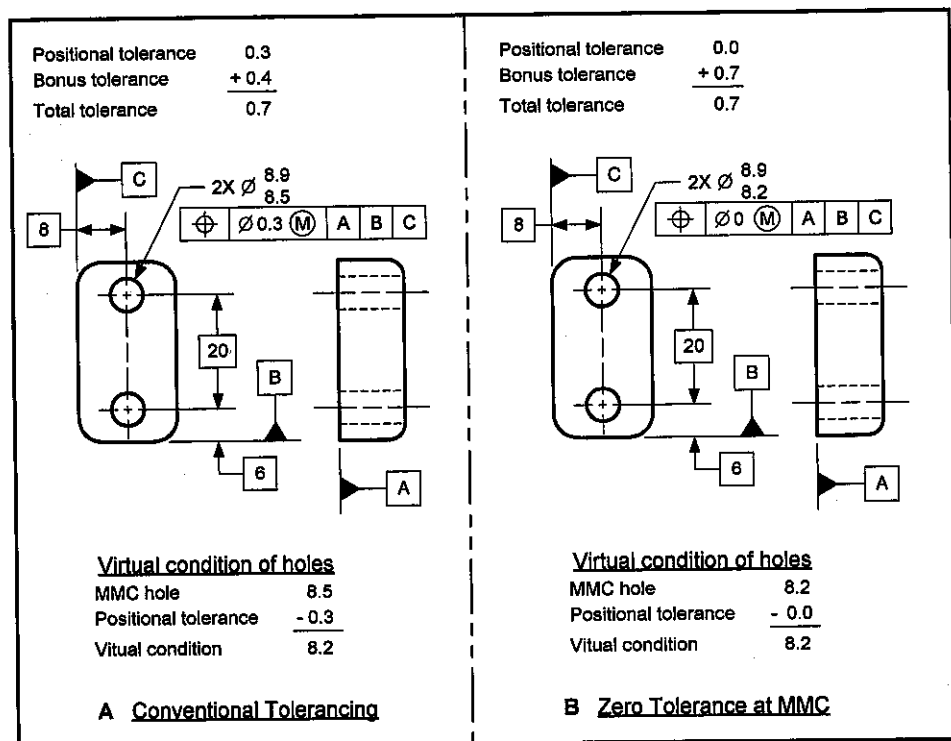 Positional tolerance 0.3
Bonus tolerance + 0.4
Total tolerance 0.7
C
2X Ø 8.9
8.5
8
⌖ Ø 0.3 Ⓜ A B C
20
B
6
A
Virtual condition of holes
MMC hole 8.5
Positional tolerance - 0.3
Vitual condition 8.2
A Conventional Tolerancing
Positional tolerance 0.0
Bonus tolerance + 0.7
Total tolerance 0.7
C
2X Ø 8.9
8.2
8
⌖ Ø 0 Ⓜ A B C
20
B
6
A
Virtual condition of holes
MMC hole 8.2
Positional tolerance - 0.0
Vitual condition 8.2
B Zero Tolerance at MMC